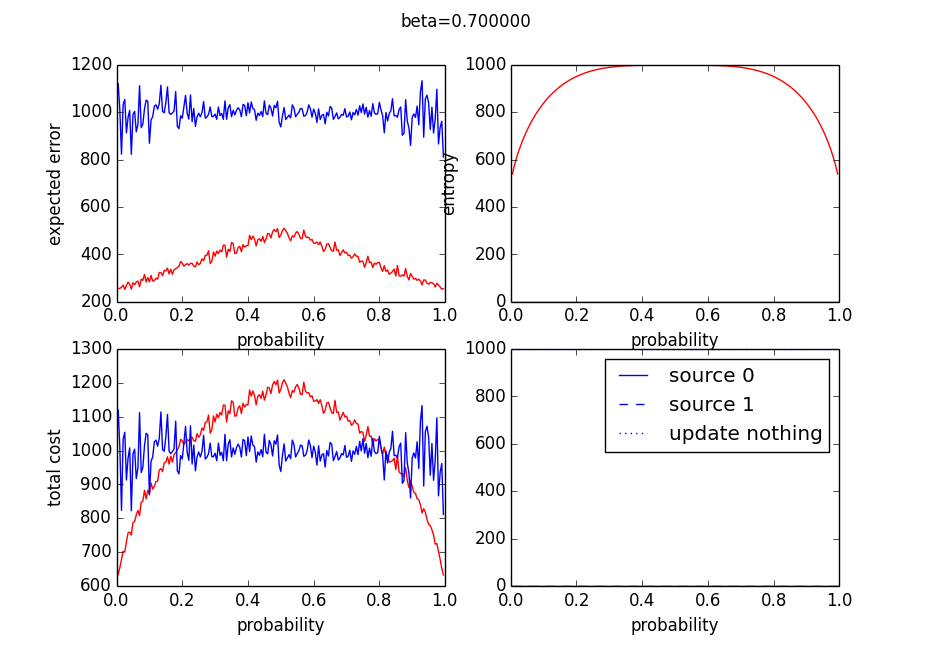 beta=0.700000
1200
1000
800
600
400
200
expected error
0.0 0.2 0.4 0.6 0.8 1.0
probability
1000
800
600
400
200
0
entropy
0.0 0.2 0.4 0.6 0.8 1.0
probability
1300
1200
1100
1000
900
800
700
600
total cost
0.0 0.2 0.4 0.6 0.8 1.0
probability
1000
800
600
400
200
0
source 0
source 1
update nothing
0.0 0.2 0.4 0.6 0.8 1.0
probability